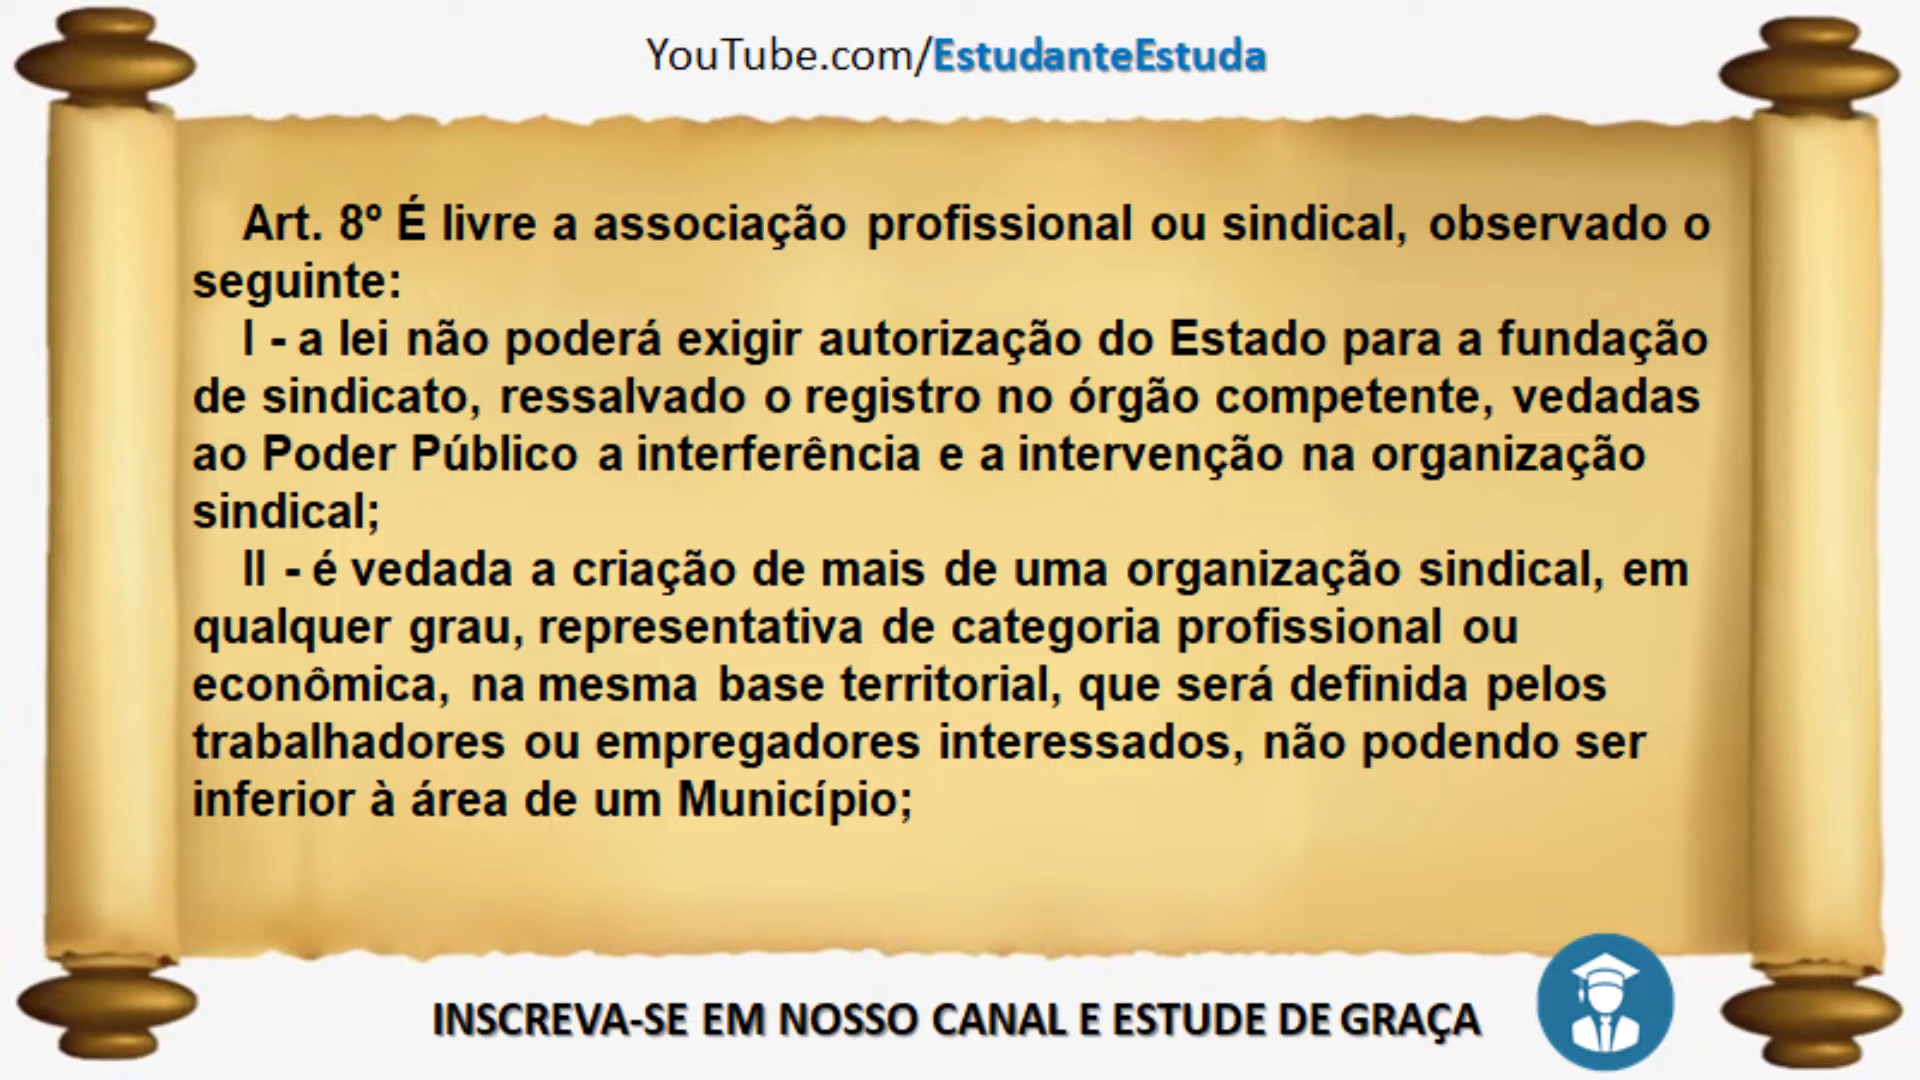 YouTube.com/EstudanteEstuda
Art. 8º É livre a associação profissional ou sindical, observado o
seguinte:
I - a lei não poderá exigir autorização do Estado para a fundação
de sindicato, ressalvado o registro no órgão competente, vedadas
ao Poder Público a interferência e a intervenção na organização
sindical;
II - é vedada a criação de mais de uma organização sindical, em
qualquer grau, representativa de categoria profissional ou
econômica, na mesma base territorial, que será definida pelos
trabalhadores ou empregadores interessados, não podendo ser
inferior à área de um Município;
INSCREVA-SE EM NOSSO CANAL E ESTUDE DE GRAÇA